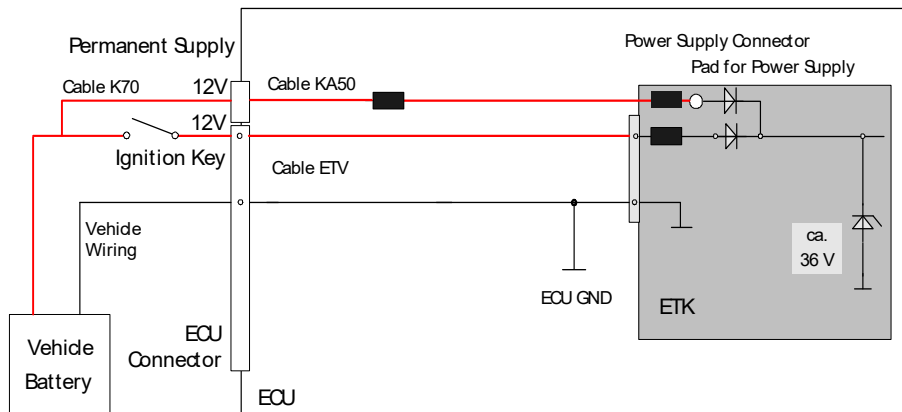 Permanent Supply
Power Supply Connector
Pad for Power Supply
Cable K70
12V
Cable KA50
12V
Ignition Key
Cable ETV
Vehicle
Wiring
ca.
36 V
ECU GND
ETK
ECU
Connector
Vehicle
Battery
ECU